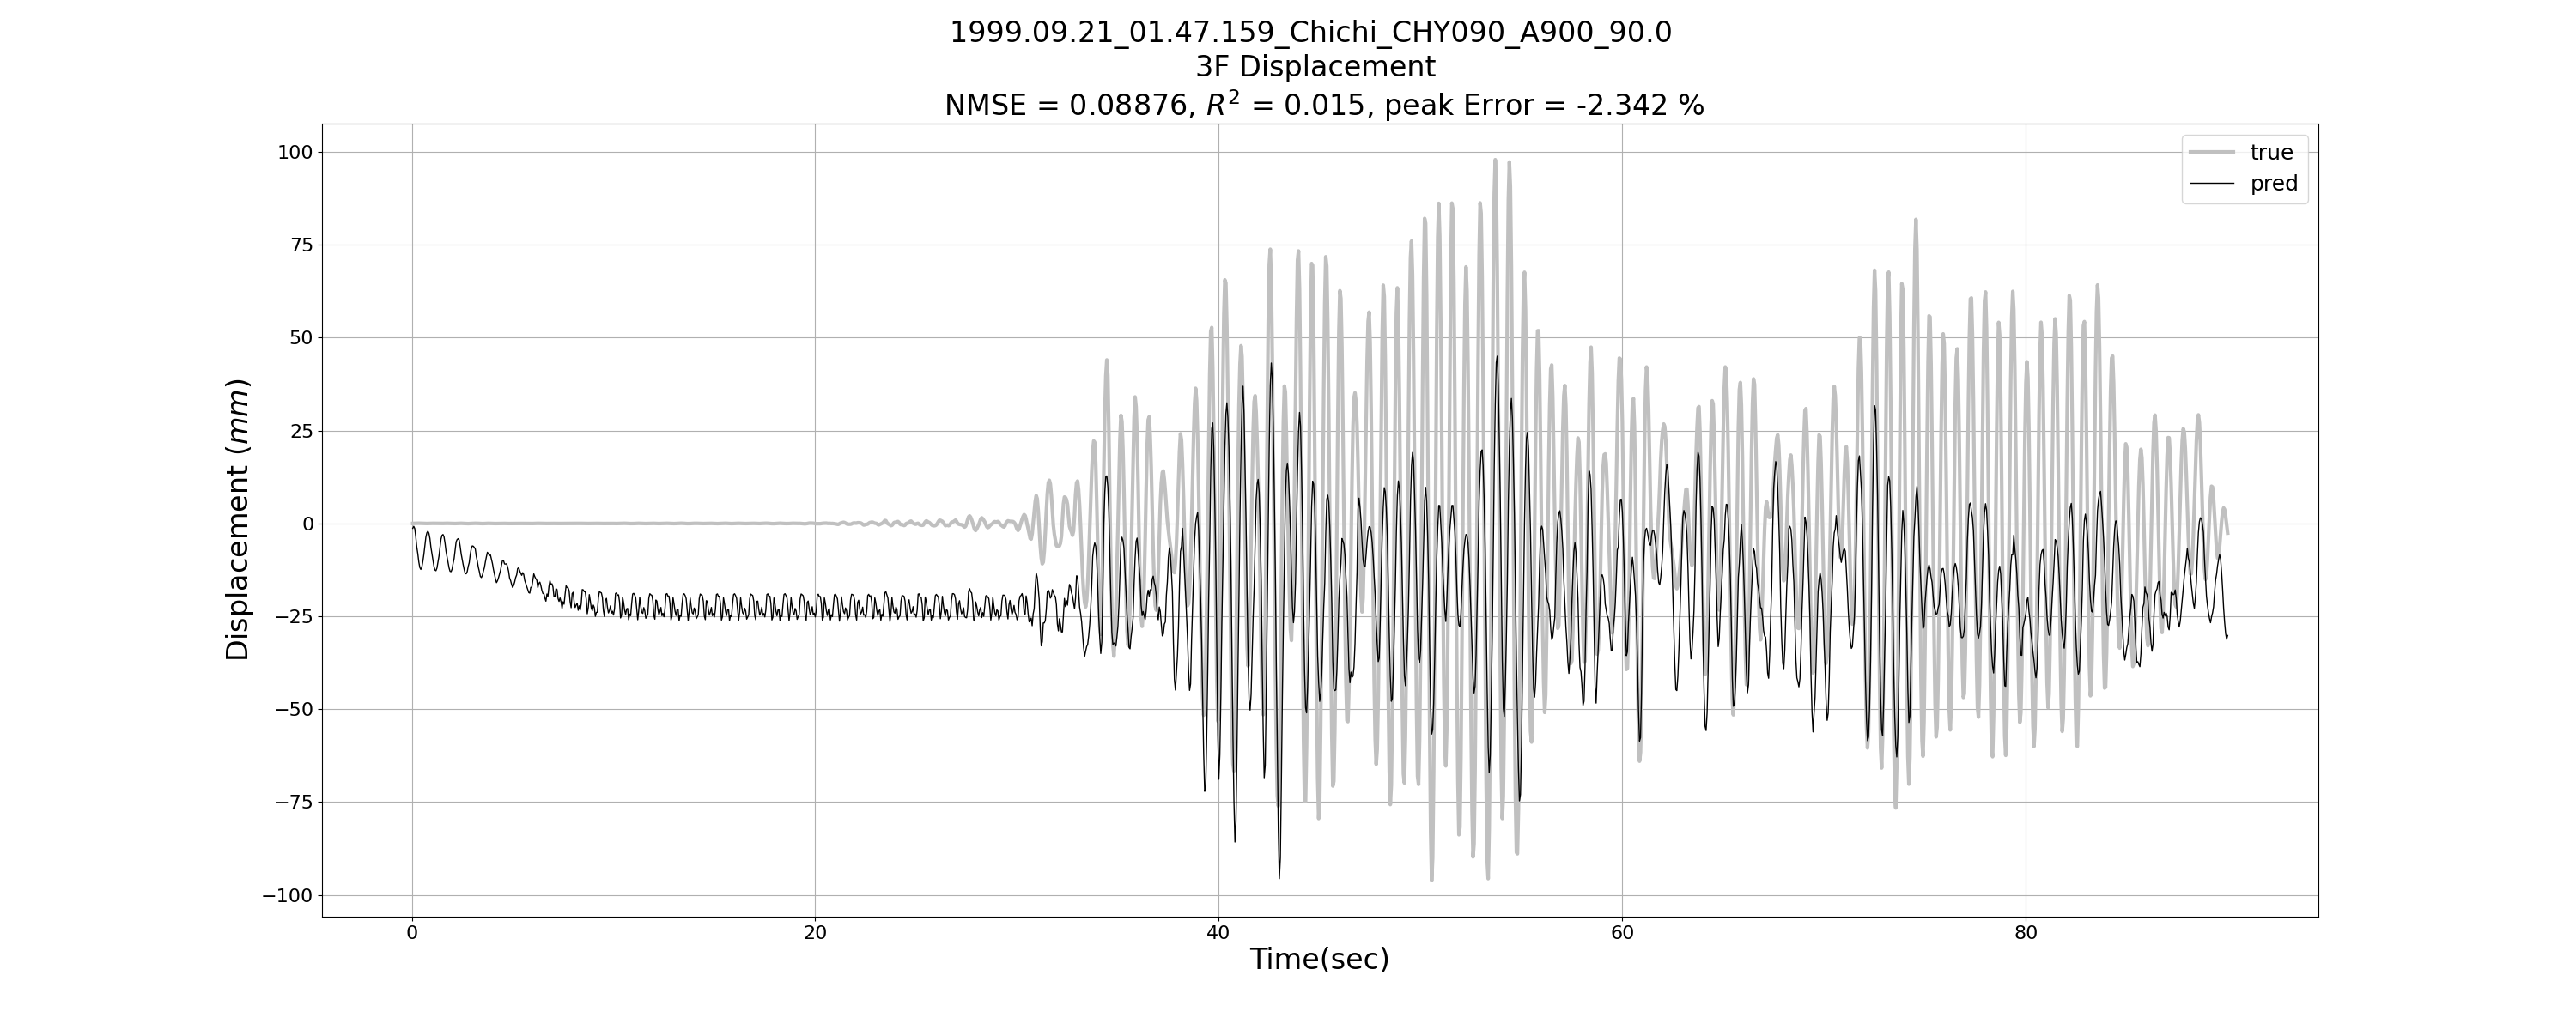 1999.09.21_01.47.159_Chichi_CHY090_A900_90.0
3F Displacement
NMSE = 0.08876, R² = 0.015, peak Error = -2.342 %
true
pred
100
75
50
25
0
−25
−50
−75
−100
Displacement (mm)
0 20 40 60 80
Time(sec)